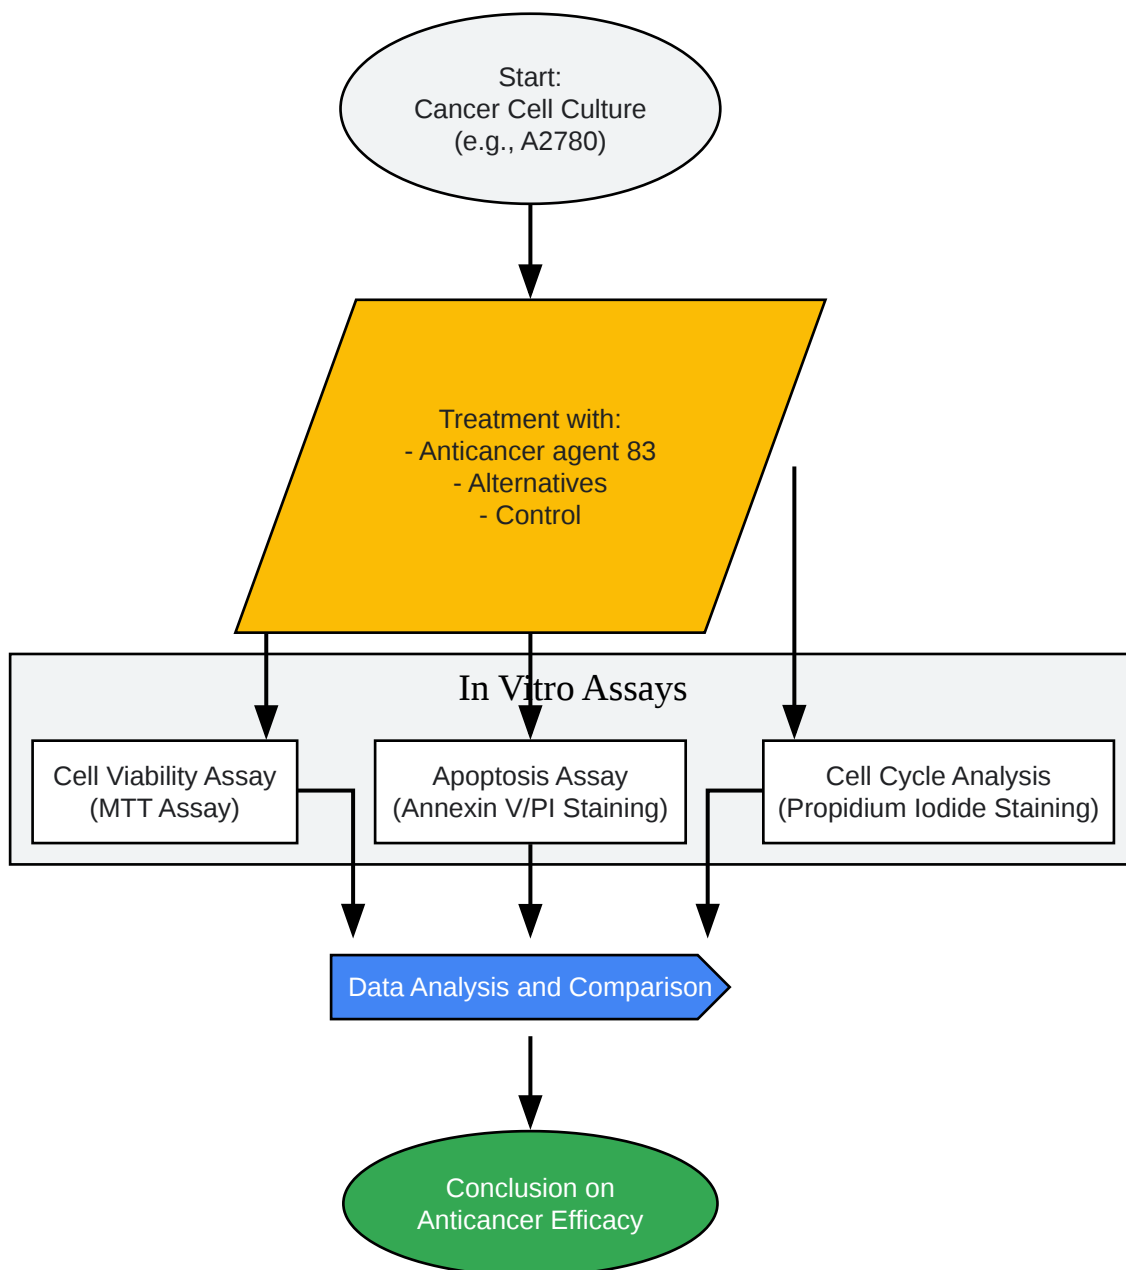 Start:
Cancer Cell Culture
(e.g., A2780)
Treatment with:
- Anticancer agent 83
- Alternatives
- Control
In Vitro Assays
Cell Viability Assay
(MTT Assay)
Apoptosis Assay
(Annexin V/PI Staining)
Cell Cycle Analysis
(Propidium Iodide Staining)
Data Analysis and Comparison
Conclusion on
Anticancer Efficacy